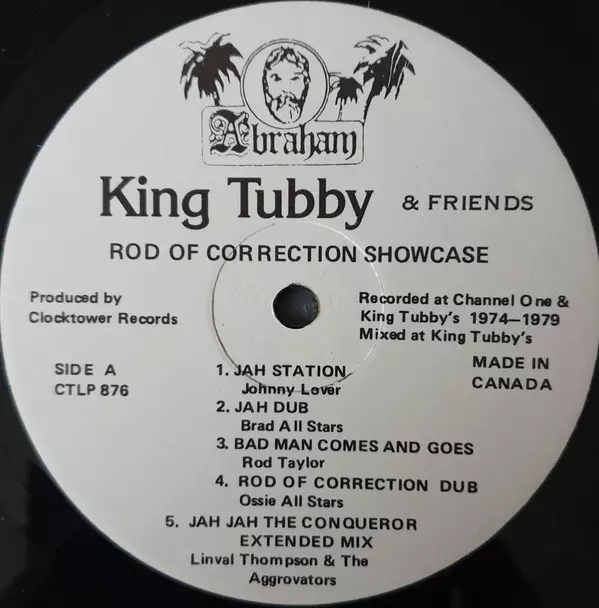 Abraham
King Tubby & FRIENDS
ROD OF CORRECTION SHOWCASE
Produced by
Clocktower Records
Recorded at Channel One &
King Tubby's 1974–1979
Mixed at King Tubby's
SIDE A
CTLP 876
MADE IN
CANADA
1. JAH STATION
Johnny Lover
2. JAH DUB
Brad All Stars
3. BAD MAN COMES AND GOES
Rod Taylor
4. ROD OF CORRECTION DUB
Ossie All Stars
5. JAH JAH THE CONQUEROR
EXTENDED MIX
Linval Thompson & The
Aggrovators